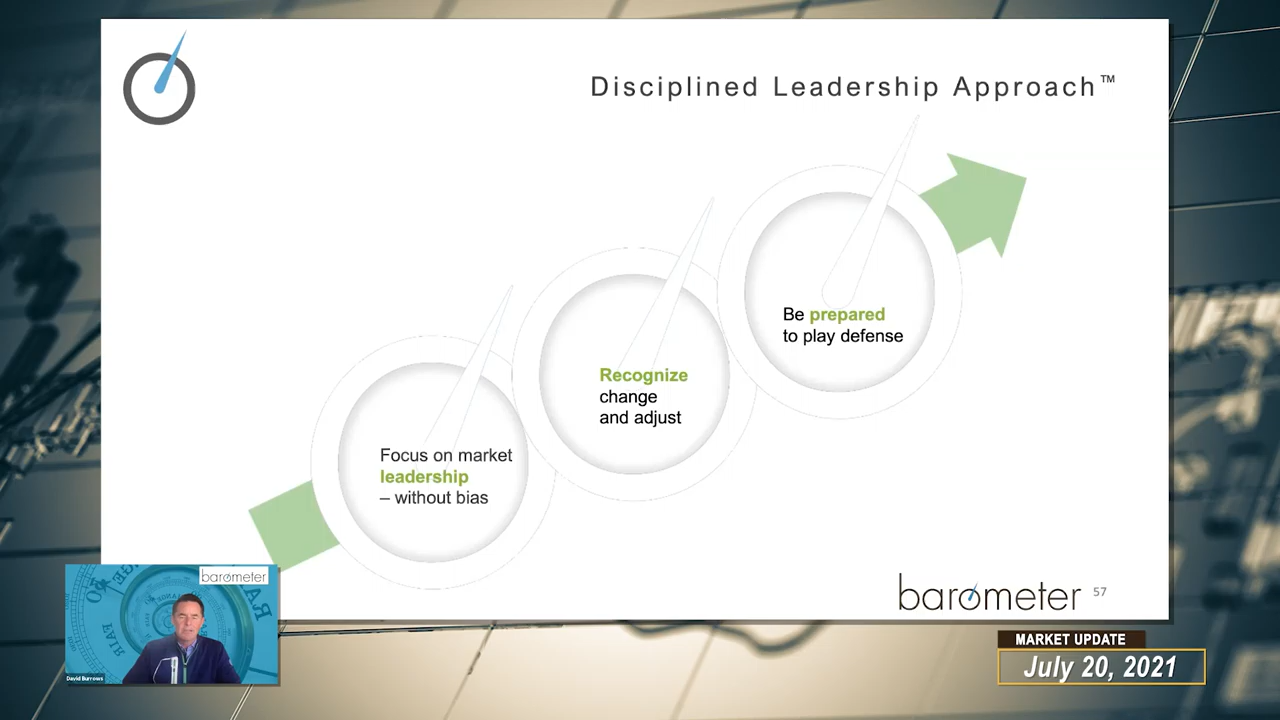 Disciplined Leadership Approach™
Be prepared
to play defense
Recognize
change
and adjust
Focus on market
leadership
– without bias
barometer
57
barometer
David Burrows
MARKET UPDATE
July 20, 2021